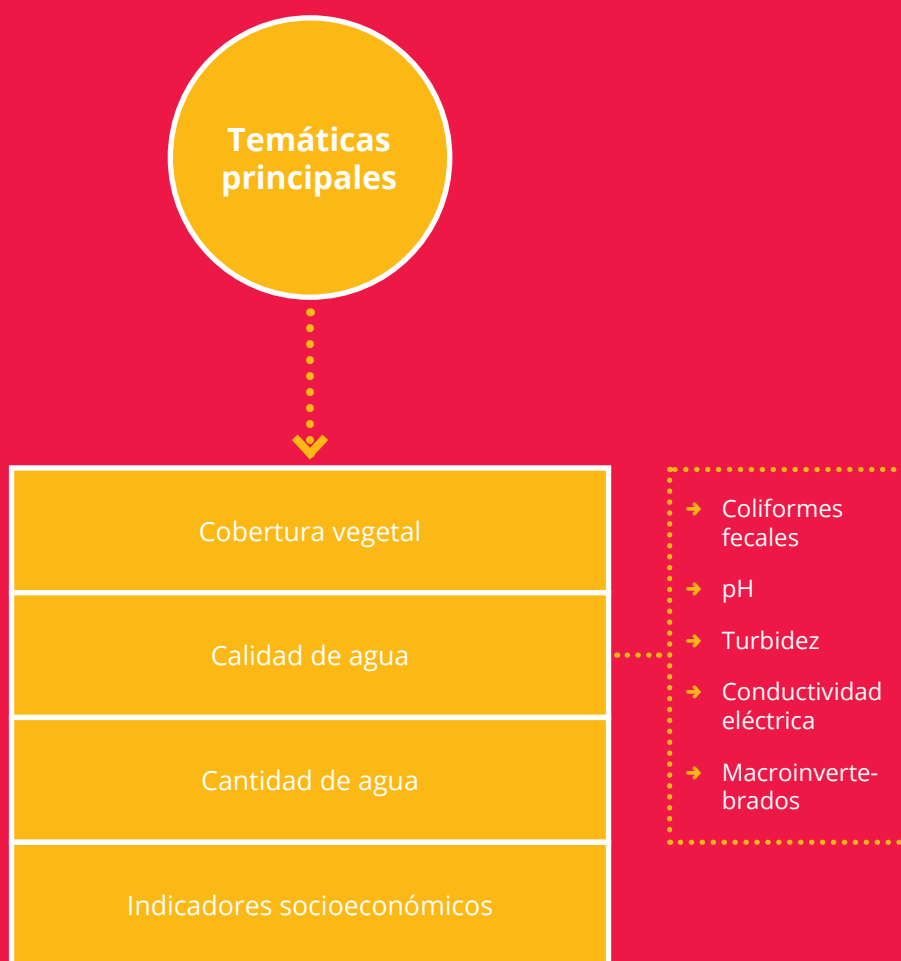 Temáticas
principales
Cobertura vegetal
Calidad de agua
Cantidad de agua
Indicadores socioeconómicos
Coliformes
fecales
pH
Turbidez
Conductividad
eléctrica
Macroinverte-
brados